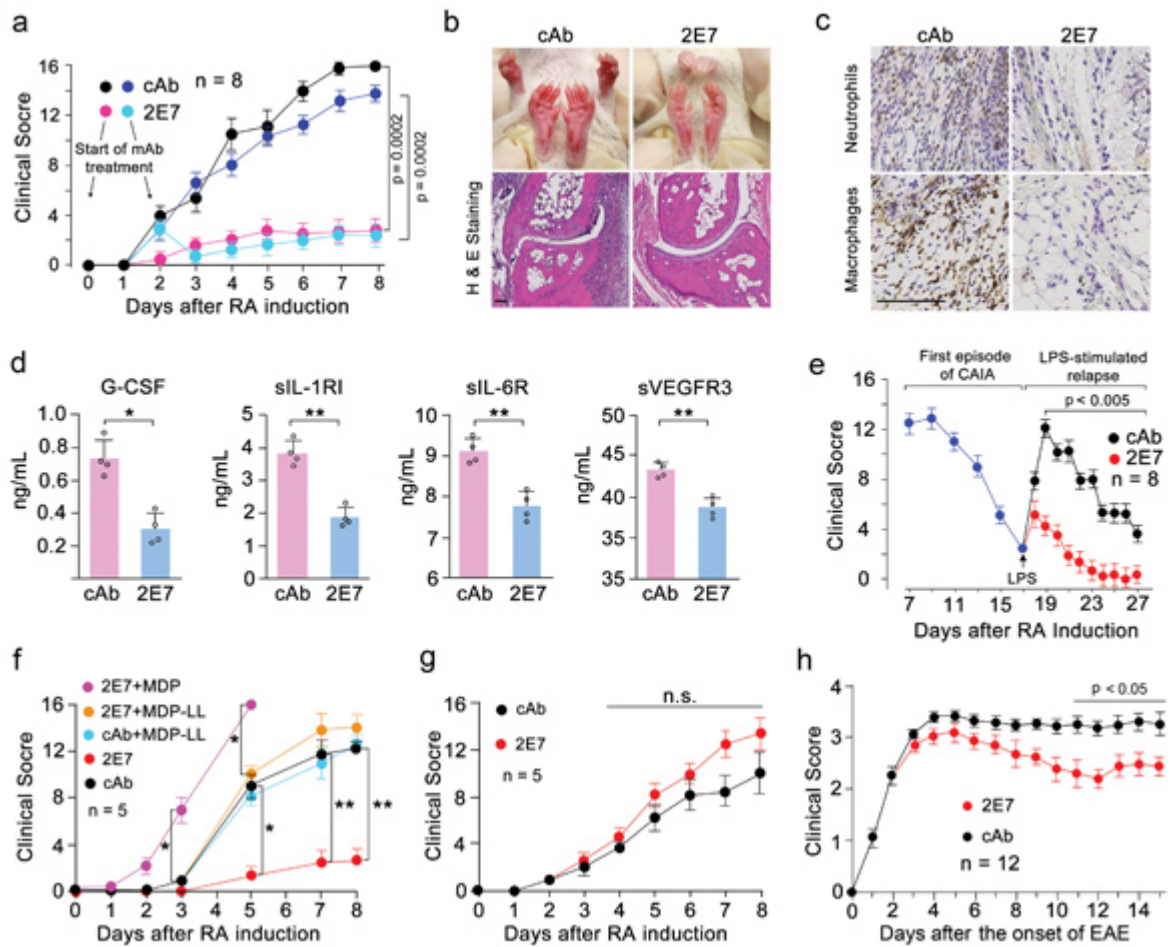 a
Clinical Socre
16
12
8
4
0
cAb
2E7
n = 8
Start of mAb
treatment
p = 0.0002
p = 0.0002
0 1 2 3 4 5 6 7 8
Days after RA induction
b
cAb 2E7
H & E Staining
c
cAb 2E7
Neutrophils
Macrophages
d
G-CSF
*
ng/mL
1.0
0.8
0.6
0.4
0.2
cAb 2E7
sIL-1RI
**
ng/mL
5
4
3
2
1
0
cAb 2E7
sIL-6R
**
ng/mL
10
9
8
7
6
cAb 2E7
sVEGFR3
**
ng/mL
50
45
40
35
cAb 2E7
e
First episode
of CAIA
LPS-stimulated
relapse
p < 0.005
cAb
2E7
n = 8
Clinical Socre
16
12
8
4
0
LPS
7 11 15 19 23 27
Days after RA Induction
f
2E7+MDP
2E7+MDP-LL
cAb+MDP-LL
2E7
cAb
n = 5
Clinical Socre
16
12
8
4
0
*
*
*
**
**
0 1 2 3 4 5 6 7 8
Days after RA induction
g
cAb
2E7
n = 5
n.s.
Clinical Socre
16
12
8
4
0
0 1 2 3 4 5 6 7 8
Days after RA induction
h
p < 0.05
2E7
cAb
n = 12
Clinical Score
4
3
2
1
0
0 2 4 6 8 10 12 14
Days after the onset of EAE